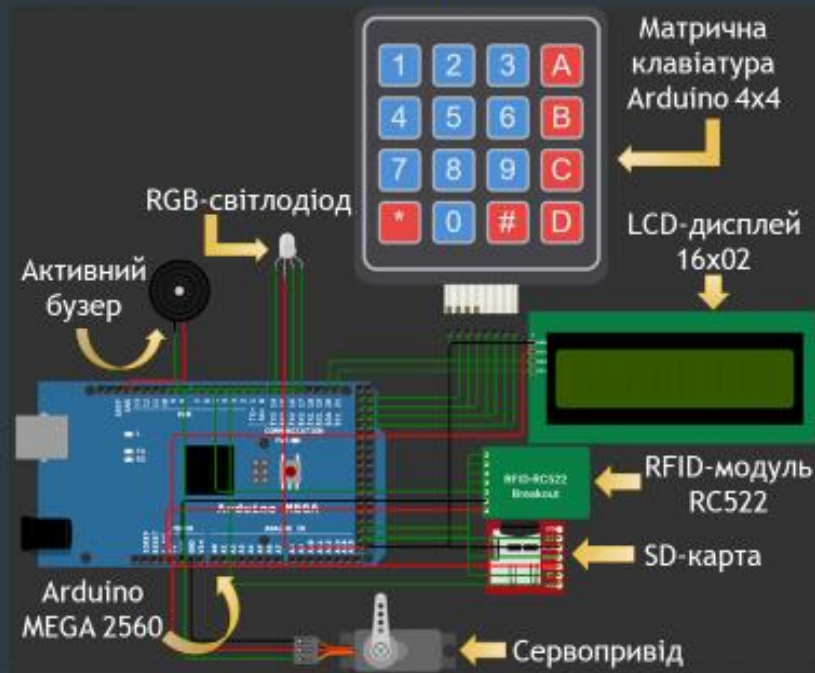 Матрична
клавіатура
Arduino 4x4
1 2 3 A
4 5 6 B
7 8 9 C
* 0 # D
RGB-світлодіод
LCD-дисплей
16x02
Активний
бузер
RFID-RC522
Breakout
RFID-модуль
RC522
Arduino MEGA
SD-карта
Arduino
MEGA 2560
Сервопривід